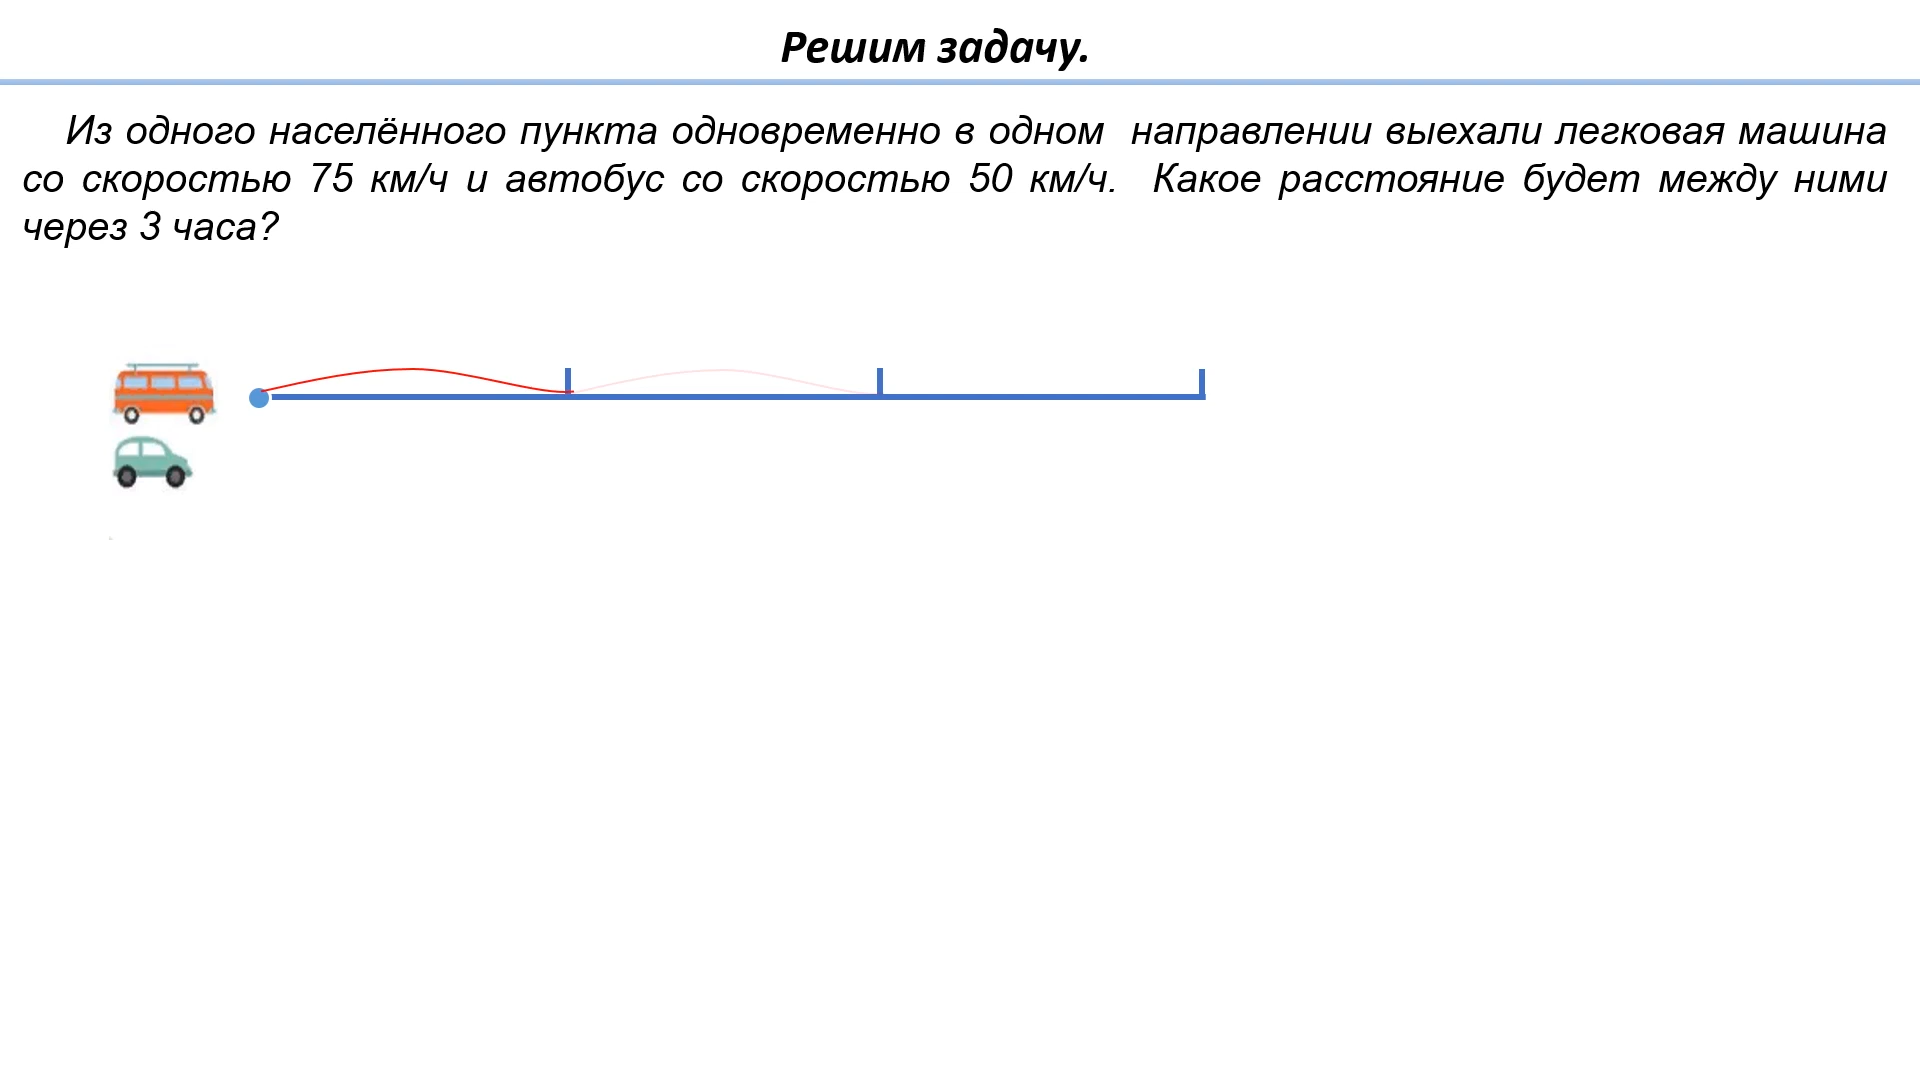 Решим задачу.
Из одного населённого пункта одновременно в одном направлении выехали легковая машина
со скоростью 75 км/ч и автобус со скоростью 50 км/ч. Какое расстояние будет между ними
через 3 часа?